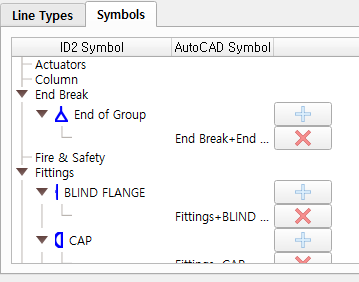 Line Types Symbols
ID2 Symbol AutoCAD Symbol
Actuators
Column
End Break
End of Group
End Break+End ...
Fire & Safety
Fittings
BLIND FLANGE
Fittings+BLIND ...
CAP
Fittings+CAP